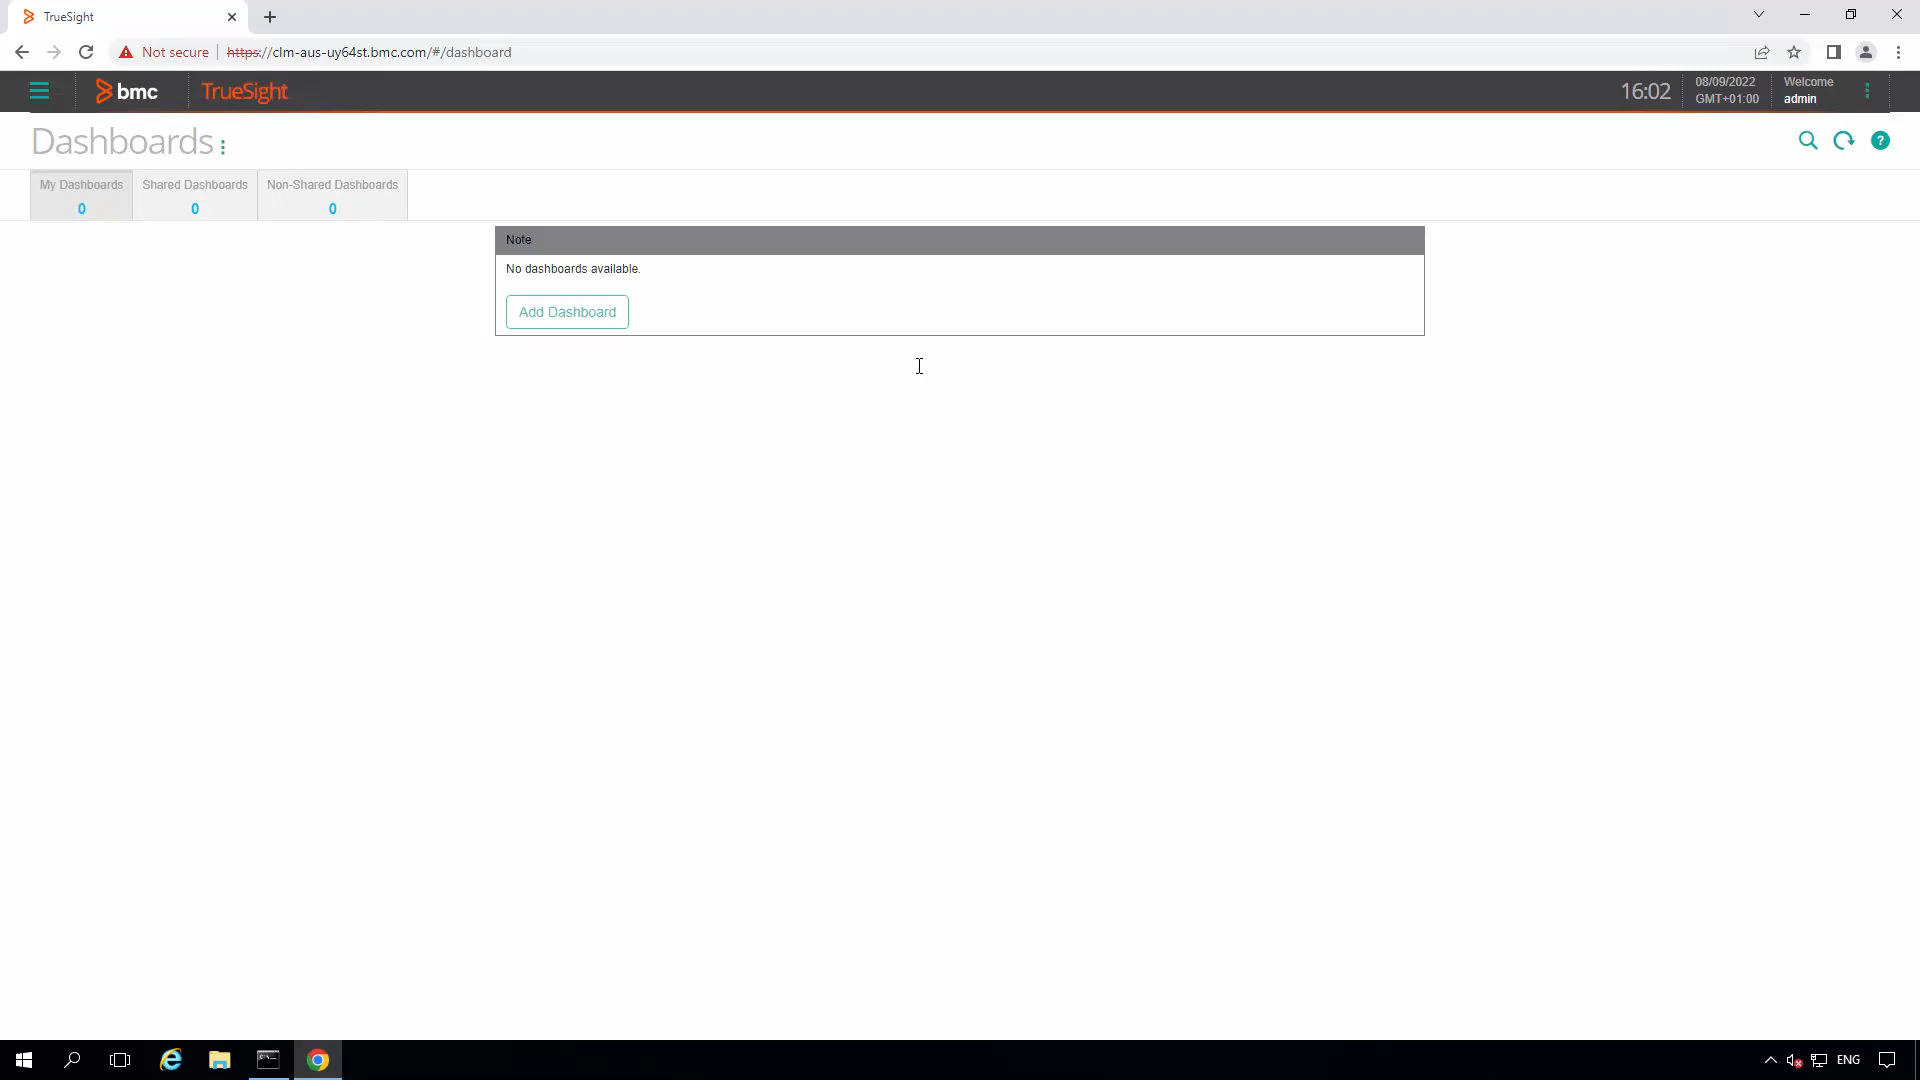 TrueSight
Not secure
https://clm-aus-uy64st.bmc.com/#/dashboard
bmc
TrueSight
16:02
08/09/2022
GMT+01:00
Welcome
admin
Dashboards
?
My Dashboards
0
Shared Dashboards
0
Non-Shared Dashboards
0
Note
No dashboards available.
Add Dashboard
ENG